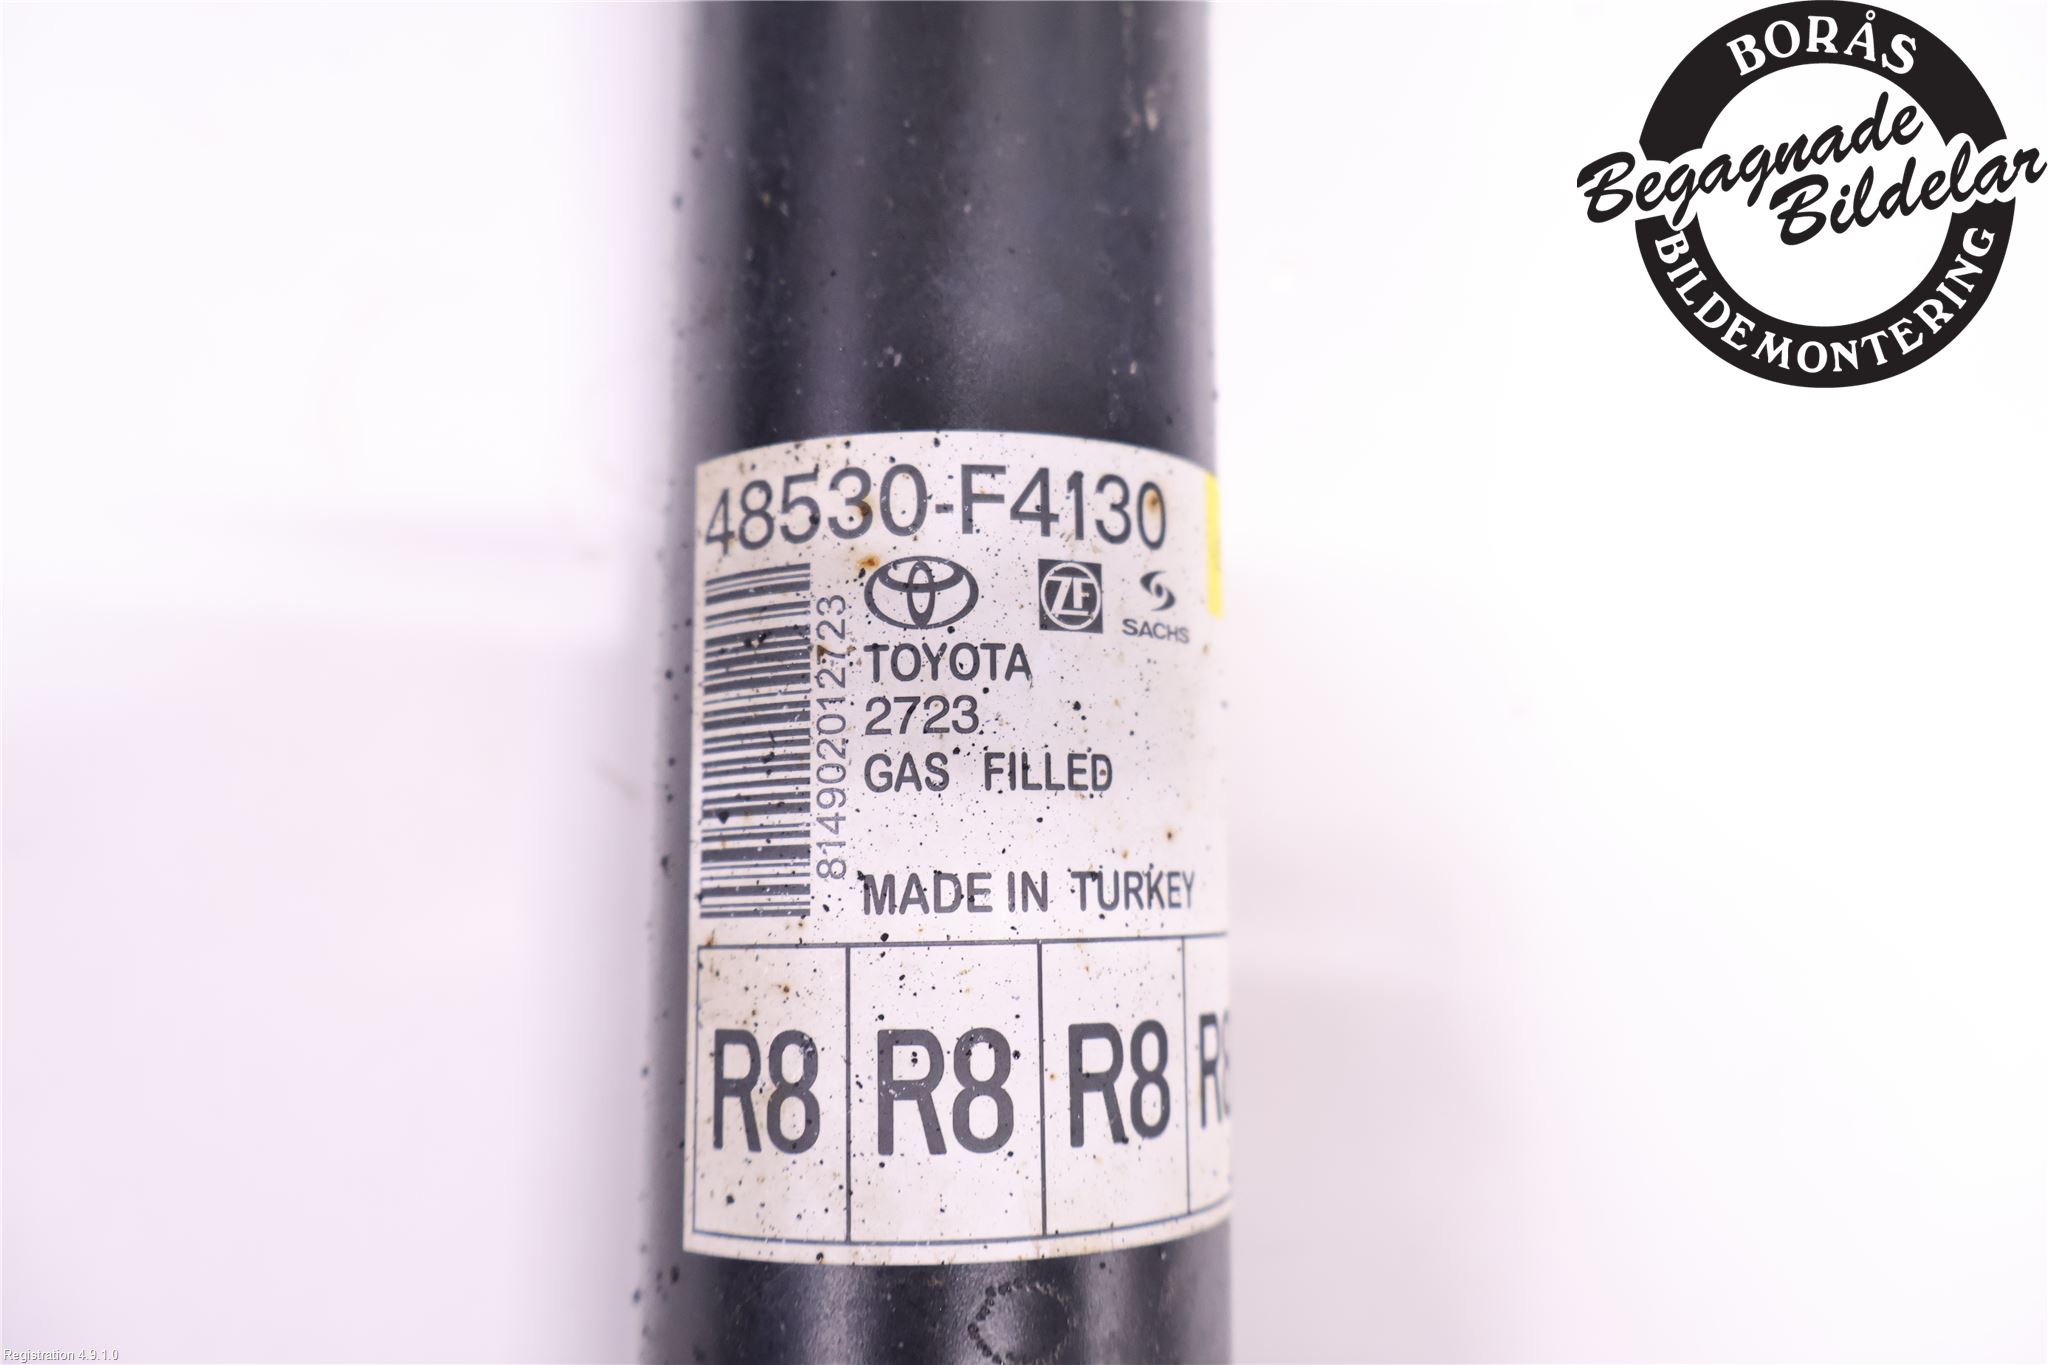 BORÅS
Begagnade
Bildelar
BILDEMONTERING
48530-F4130
814902012723
ZF
SACHS
TOYOTA
2723
GAS FILLED
MADE IN TURKEY
R8 R8 R8
Registration 4.9.1.0